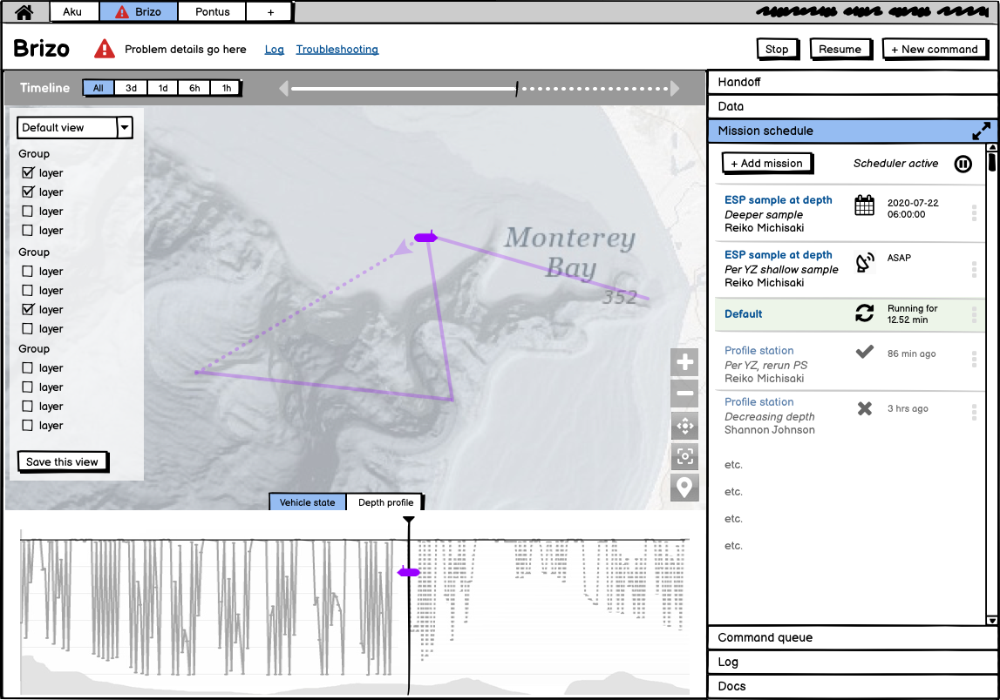 Aku
Brizo
Pontus
+
Brizo
Problem details go here
Log
Troubleshooting
Stop
Resume
+ New command
Timeline
All
3d
1d
6h
1h
Default view
Group
layer
layer
layer
layer
Group
layer
layer
layer
layer
Group
layer
layer
layer
layer
Save this view
Monterey
Bay
352
Vehicle state
Depth profile
Handoff
Data
Mission schedule
+ Add mission
Scheduler active
ESP sample at depth
Deeper sample
Reiko Michisaki
2020-07-22
06:00:00
ESP sample at depth
Per YZ shallow sample
Reiko Michisaki
ASAP
Default
Running for
12.52 min
Profile station
Per YZ, rerun PS
Reiko Michisaki
86 min ago
Profile station
Decreasing depth
Shannon Johnson
3 hrs ago
etc.
etc.
etc.
etc.
Command queue
Log
Docs